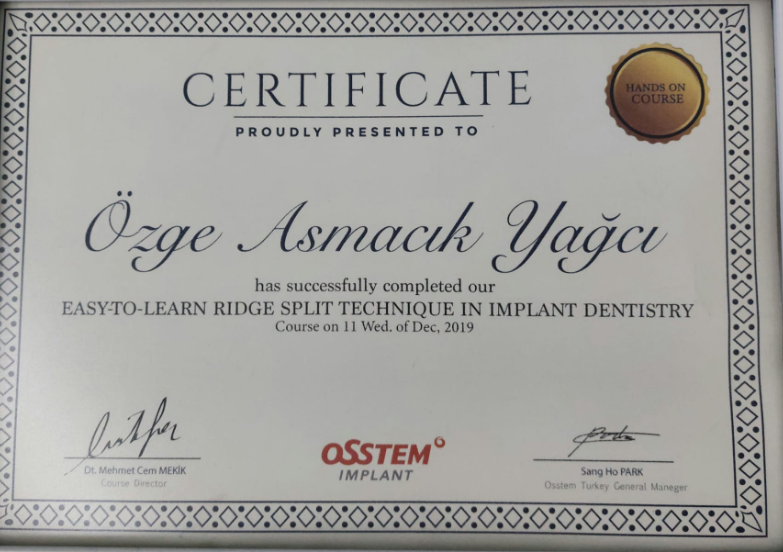 CERTIFICATE
PROUDLY PRESENTED TO
HANDS ON
COURSE
Özge Asmacık Yağcı
has successfully completed our
EASY-TO-LEARN RIDGE SPLIT TECHNIQUE IN IMPLANT DENTISTRY
Course on 11 Wed. of Dec, 2019
Dt. Mehmet Cem MEKİK
Course Director
OSSTEM
IMPLANT
Sang Ho PARK
Osstem Turkey General Maneger